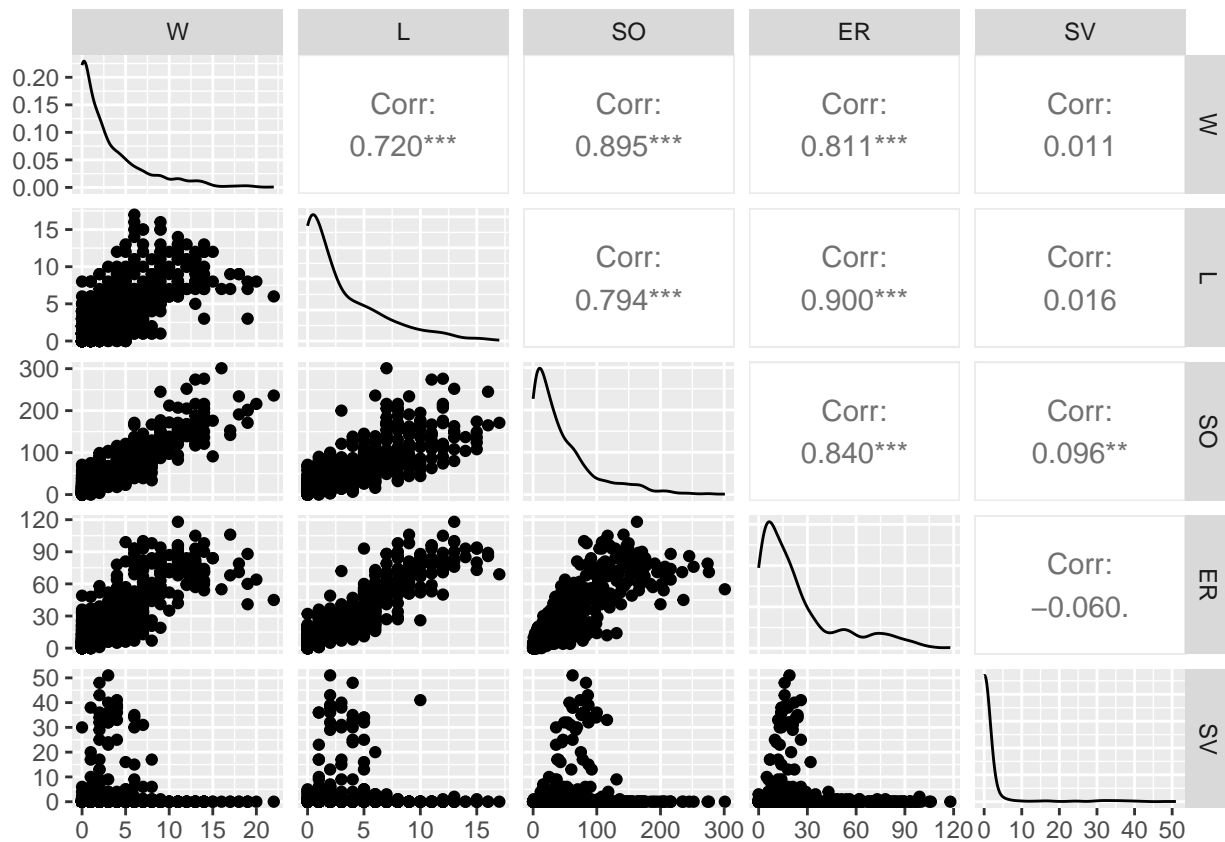 W L SO ER SV
0.20
0.15
0.10
0.05
0.00
Corr: Corr: Corr: Corr:
0.720*** 0.895*** 0.811*** 0.011
W
15
10
5
0
Corr: Corr: Corr:
0.794*** 0.900*** 0.016
L
300
200
100
0
Corr: Corr:
0.840*** 0.096**
SO
120
90
60
30
0
Corr:
−0.060.
ER
50
40
30
20
10
0
SV
0 5 10 15 20 0 5 10 15 0 100 200 300 0 30 60 90 120 0 10 20 30 40 50